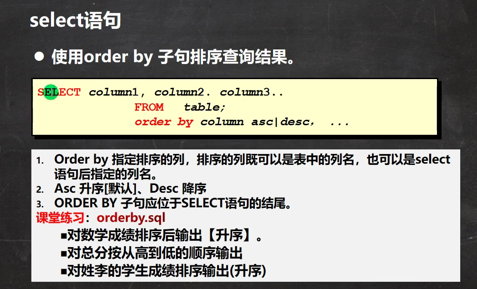 select语句
● 使用order by 子句排序查询结果。
SELECT column1, column2. column3..
FROM table;
order by column asc|desc, ...
1. Order by 指定排序的列，排序的列既可以是表中的列名，也可以是select
语句后指定的列名。
2. Asc 升序[默认]、Desc 降序
3. ORDER BY 子句应位于SELECT语句的结尾。
课堂练习：orderby.sql
■对数学成绩排序后输出【升序】。
■对总分按从高到低的顺序输出
■对姓李的学生成绩排序输出(升序)